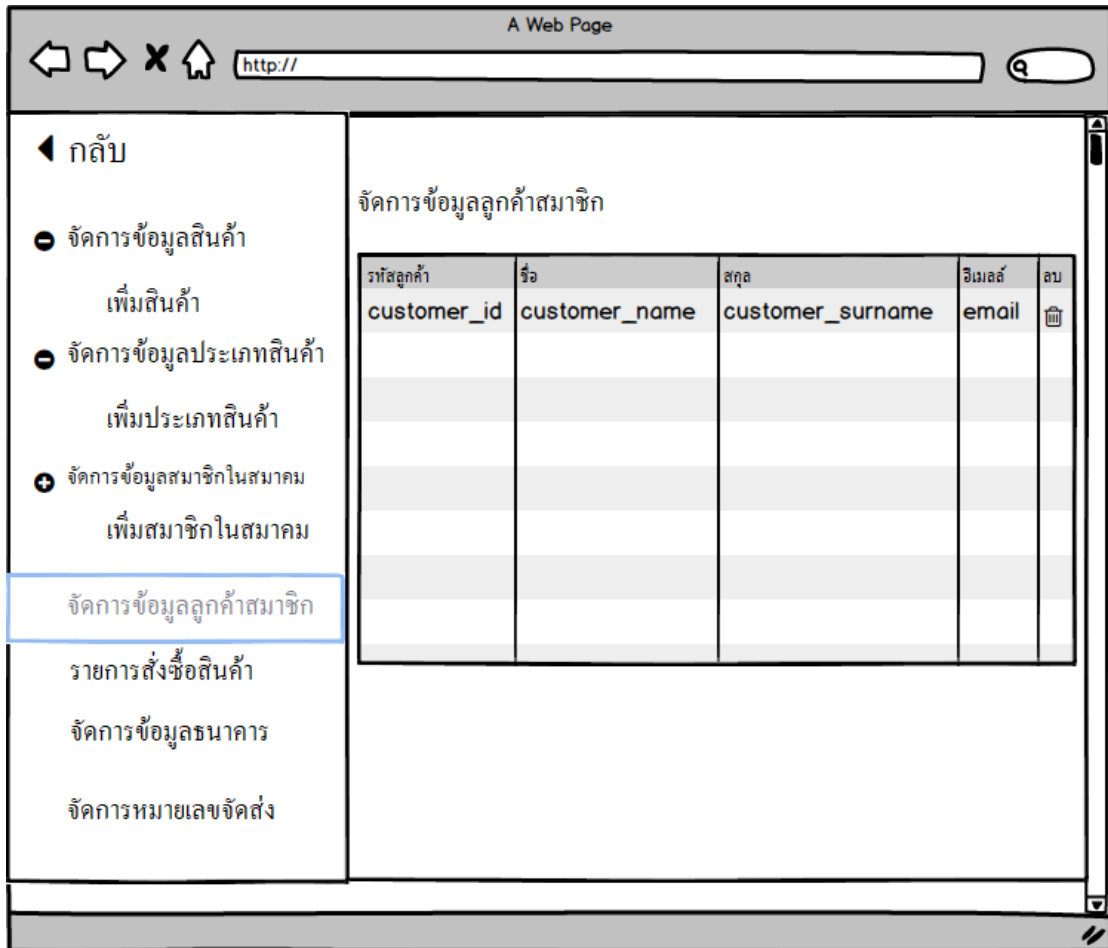 A Web Page
http://
กลับ
จัดการข้อมูลสินค้า
เพิ่มสินค้า
จัดการข้อมูลประเภทสินค้า
เพิ่มประเภทสินค้า
จัดการข้อมูลสมาชิกในสมาคม
เพิ่มสมาชิกในสมาคม
จัดการข้อมูลลูกค้าสมาชิก
รายการสั่งซื้อสินค้า
จัดการข้อมูลธนาคาร
จัดการหมายเลขจัดส่ง
จัดการข้อมูลลูกค้าสมาชิก
รหัสลูกค้า ชื่อ สกุล อีเมลล์ ลบ
customer_id customer_name customer_surname email